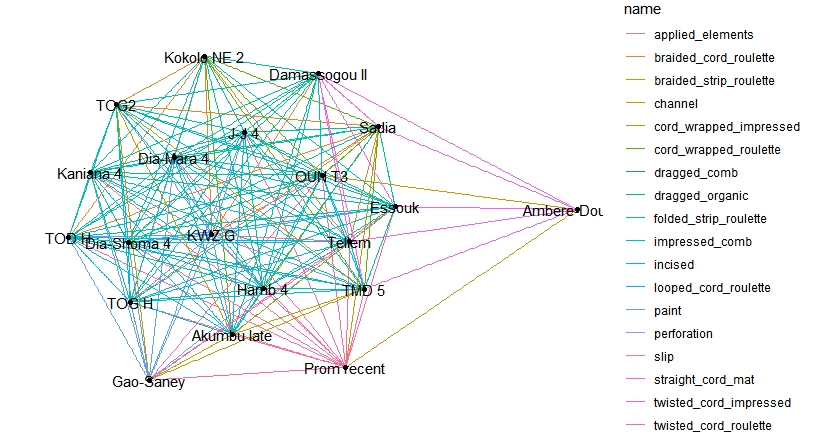 name
applied_elements
braided_cord_roulette
braided_strip_roulette
channel
cord_wrapped_impressed
cord_wrapped_roulette
dragged_comb
dragged_organic
folded_strip_roulette
impressed_comb
incised
looped_cord_roulette
paint
perforation
slip
straight_cord_mat
twisted_cord_impressed
twisted_cord_roulette
Kokolo NE 2
Damassogou II
TOG2
J-J 4
Sadia
Dia-Mara 4
Kaniana 4
OUN T3
Essouk
Ambere-Dou
TOD H
Dia-Shoma 4
KWZ G
Tellem
TOG H
Hamb 4
TMD 5
Akumbu late
Prom recent
Gao-Saney